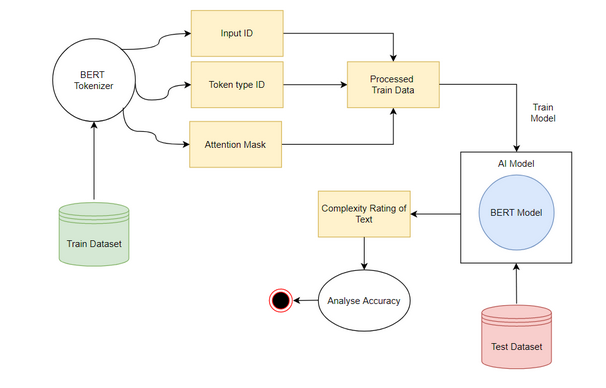 BERT
Tokenizer
Input ID
Token type ID
Attention Mask
Processed
Train Data
Train
Model
Train Dataset
AI Model
BERT Model
Complexity Rating of
Text
Analyse Accuracy
Test Dataset